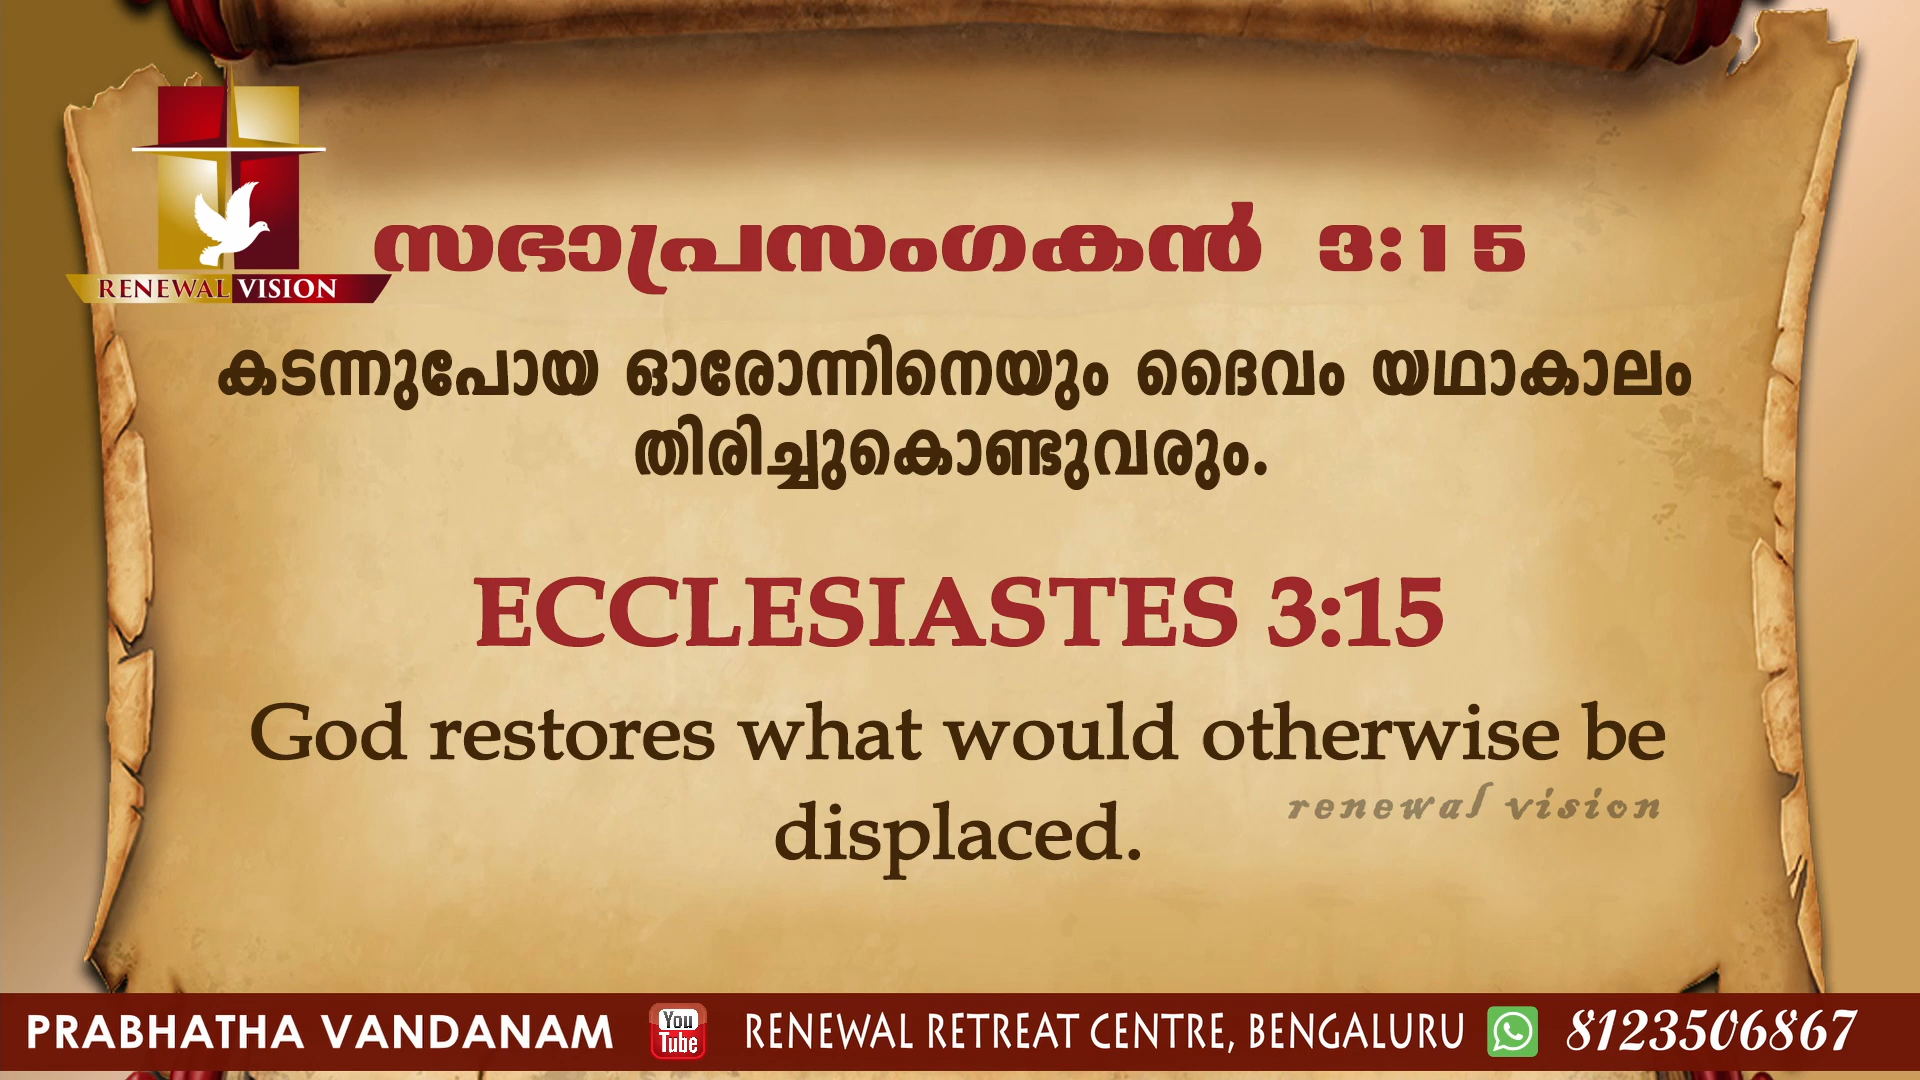 RENEWAL VISION
സഭാപ്രസംഗകൻ 3:15
കടന്നുപോയ ഓരോന്നിനെയും ദൈവം യഥാകാലം
തിരിച്ചുകൊണ്ടുവരും.
ECCLESIASTES 3:15
God restores what would otherwise be
renewal vision
displaced.
PRABHATHA VANDANAM You Tube RENEWAL RETREAT CENTRE, BENGALURU 8123506867